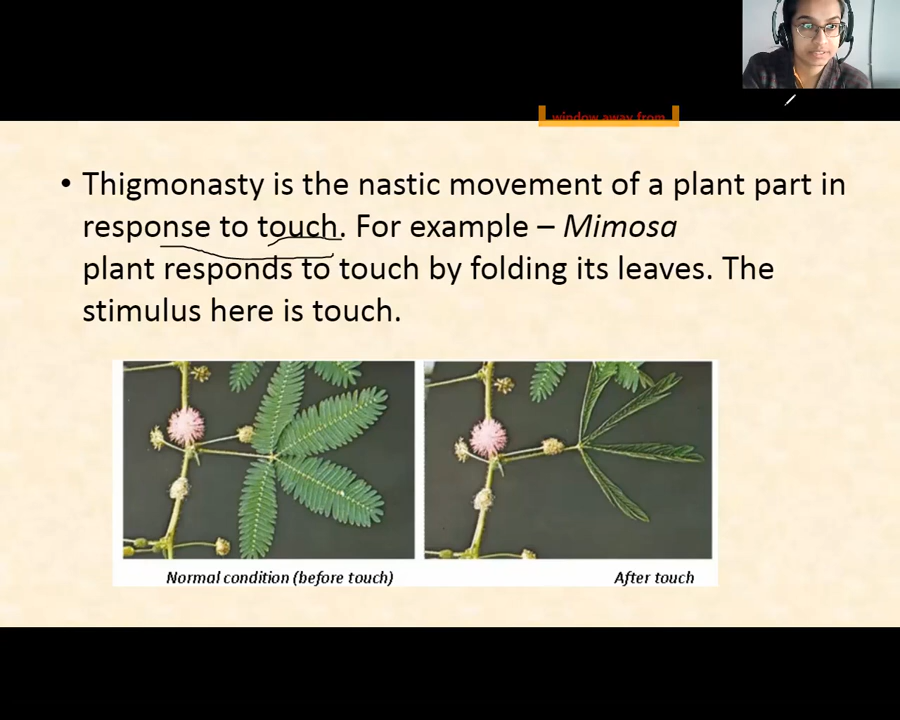 window away from
• Thigmonasty is the nastic movement of a plant part in
response to touch. For example – Mimosa
plant responds to touch by folding its leaves. The
stimulus here is touch.
Normal condition (before touch)
After touch